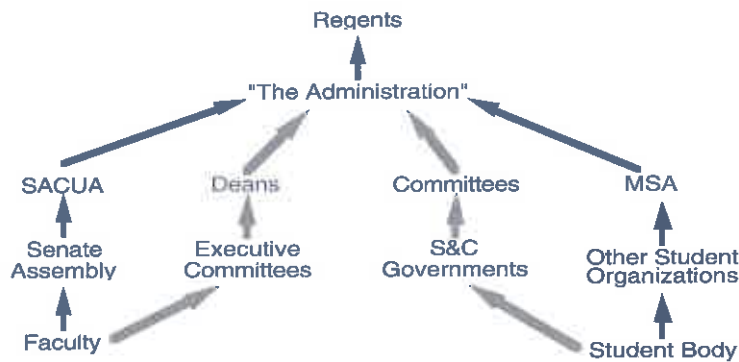 Regents
"The Administration"
SACUA
Deans
Committees
MSA
Senate
Assembly
Executive
Committees
S&C
Governments
Other Student
Organizations
Faculty
Student Body